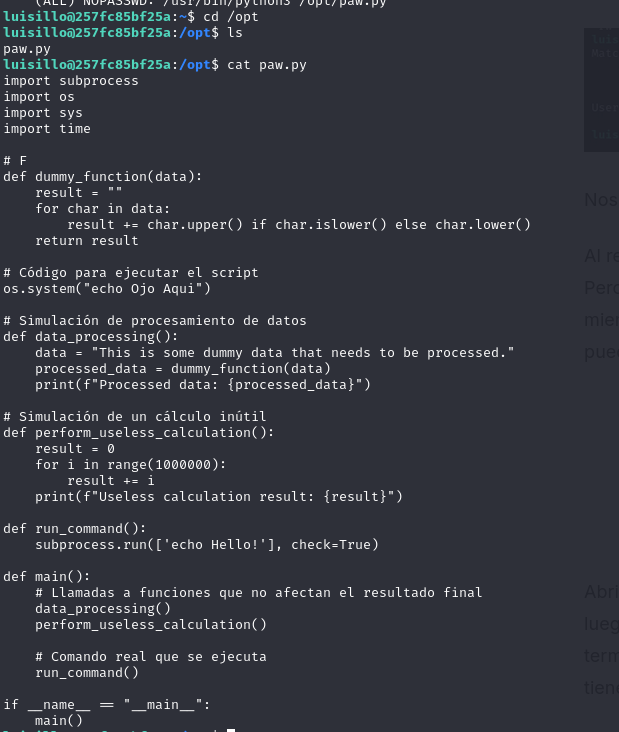 (ALL) NOPASSWD: /usr/bin/python3 /opt/paw.py
luisillo@257fc85bf25a:~$ cd /opt
luisillo@257fc85bf25a:/opt$ ls
paw.py
luisillo@257fc85bf25a:/opt$ cat paw.py
import subprocess
import os
import sys
import time

# F
def dummy_function(data):
    result = ""
    for char in data:
        result += char.upper() if char.islower() else char.lower()
    return result

# Código para ejecutar el script
os.system("echo Ojo Aqui")

# Simulación de procesamiento de datos
def data_processing():
    data = "This is some dummy data that needs to be processed."
    processed_data = dummy_function(data)
    print(f"Processed data: {processed_data}")

# Simulación de un cálculo inútil
def perform_useless_calculation():
    result = 0
    for i in range(1000000):
        result += i
    print(f"Useless calculation result: {result}")

def run_command():
    subprocess.run(['echo Hello!'], check=True)

def main():
    # Llamadas a funciones que no afectan el resultado final
    data_processing()
    perform_useless_calculation()

    # Comando real que se ejecuta
    run_command()

if __name__ == "__main__":
    main()
User
Nos
Al re
Perc
mier
pue
Abri
lueg
term
tien